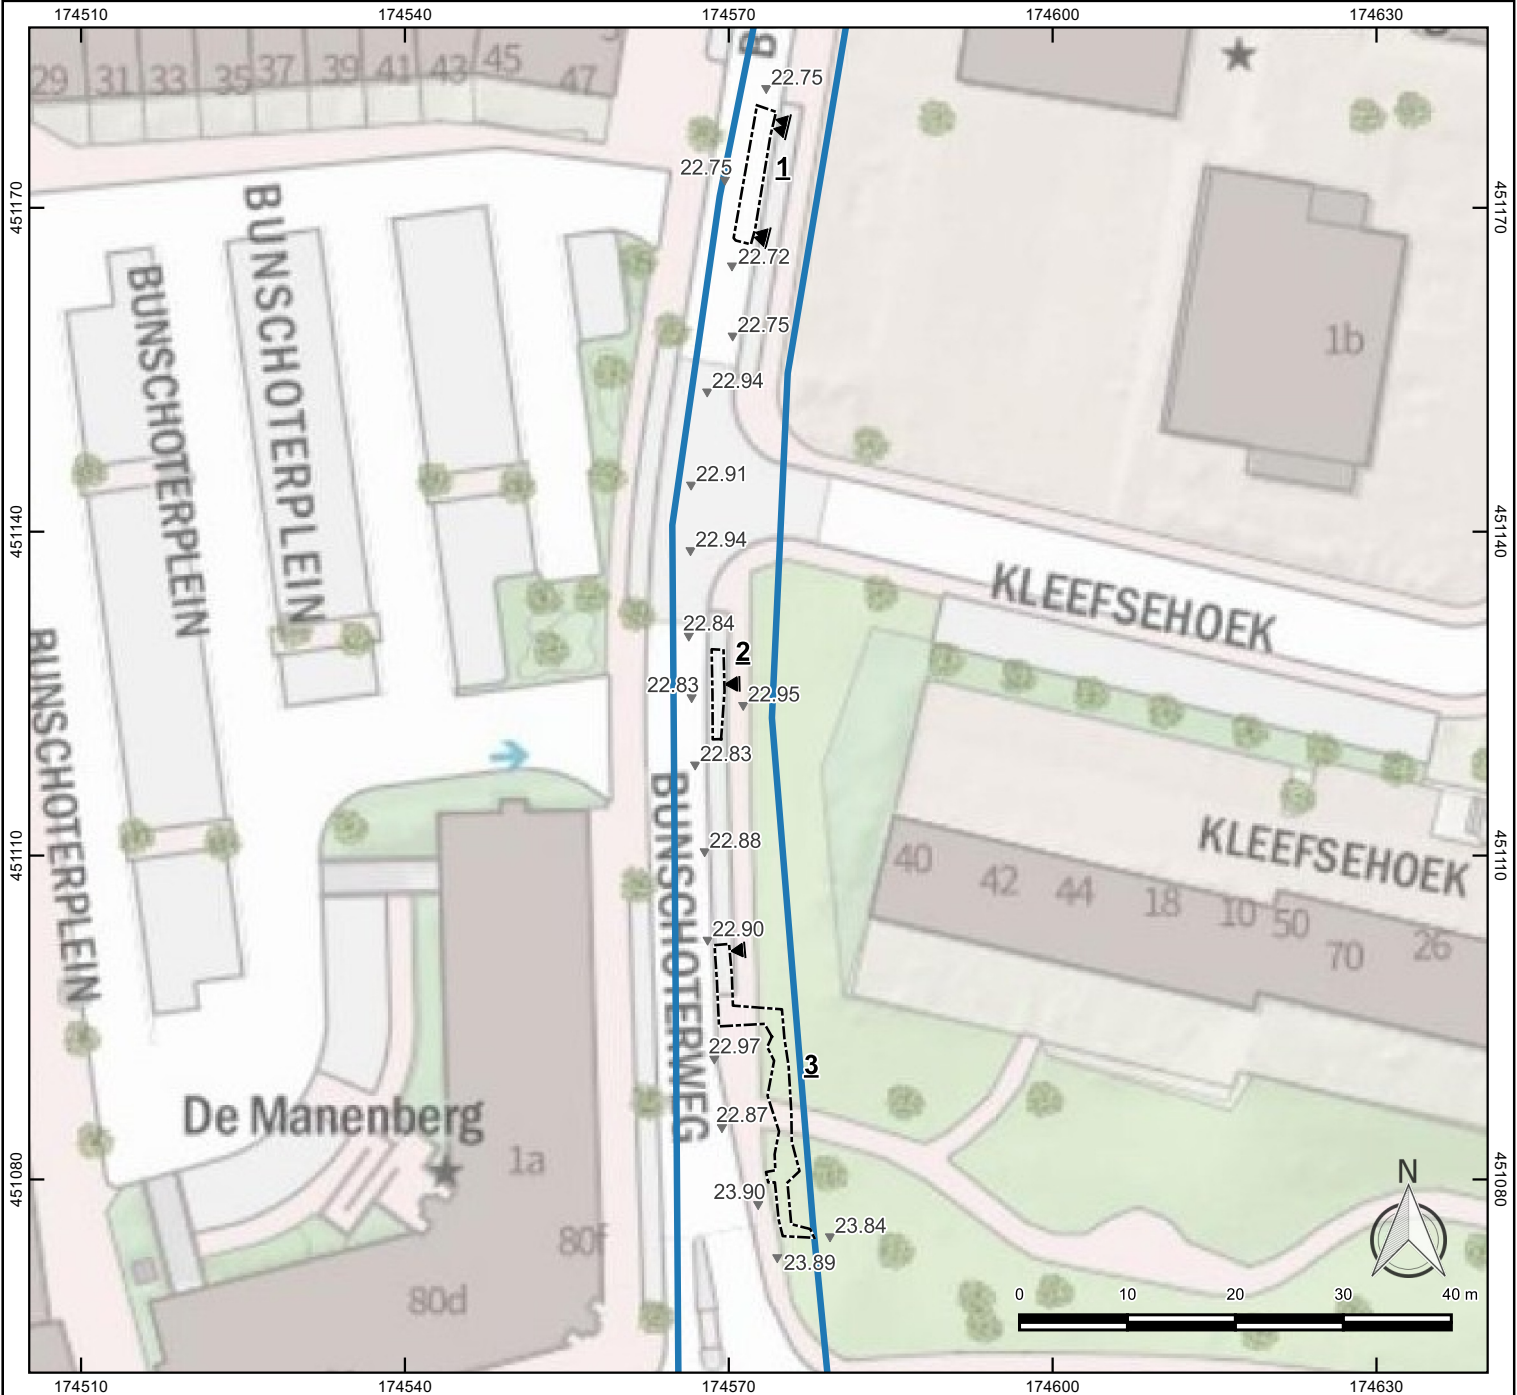 174510 174540 174570 174600 174630
B
29 31 33 35 37 39 41 43 45 47
22.75
1
22.75
451170 451170
22.72
BUNSCHOTERPLEIN
BUNSCHOTERPLEIN
22.75
1b
22.94
22.91
451140 451140
22.94
KLEEFSEHOEK
22.84
2
22.83 22.95
BUNSCHOTERPLEIN
22.83
BUNSCHOTERWEG
22.88
KLEEFSEHOEK
451110 451110
40 42 44 18 10 50 70 26
22.90
22.97
3
De Manenberg
22.87
1a
451080 451080
23.90
N
23.84
80f
23.89
80d
0 10 20 30 40 m
174510 174540 174570 174600 174630